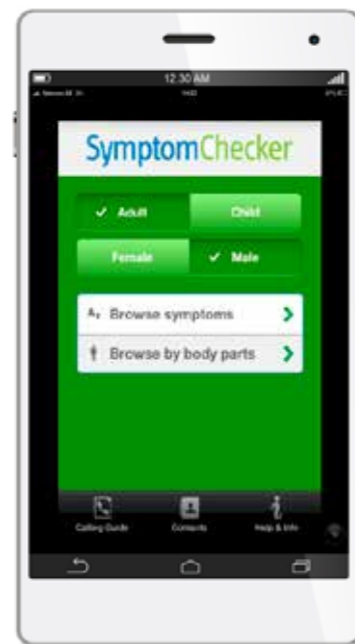 12.30 AM
SymptomChecker
Adult Child
Female Male
Browse symptoms
Browse by body parts
Calling Guide Contacts Help & Info